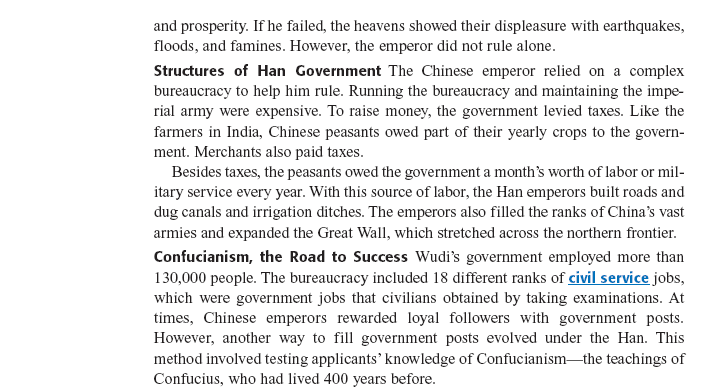 and prosperity. If he failed, the heavens showed their displeasure with earthquakes,
floods, and famines. However, the emperor did not rule alone.
Structures of Han Government The Chinese emperor relied on a complex
bureaucracy to help him rule. Running the bureaucracy and maintaining the impe-
rial army were expensive. To raise money, the government levied taxes. Like the
farmers in India, Chinese peasants owed part of their yearly crops to the govern-
ment. Merchants also paid taxes.
Besides taxes, the peasants owed the government a month's worth of labor or mil-
itary service every year. With this source of labor, the Han emperors built roads and
dug canals and irrigation ditches. The emperors also filled the ranks of China's vast
armies and expanded the Great Wall, which stretched across the northern frontier.
Confucianism, the Road to Success Wudi's government employed more than
130,000 people. The bureaucracy included 18 different ranks of civil service jobs,
which were government jobs that civilians obtained by taking examinations. At
times, Chinese emperors rewarded loyal followers with government posts.
However, another way to fill government posts evolved under the Han. This
method involved testing applicants' knowledge of Confucianism—the teachings of
Confucius, who had lived 400 years before.